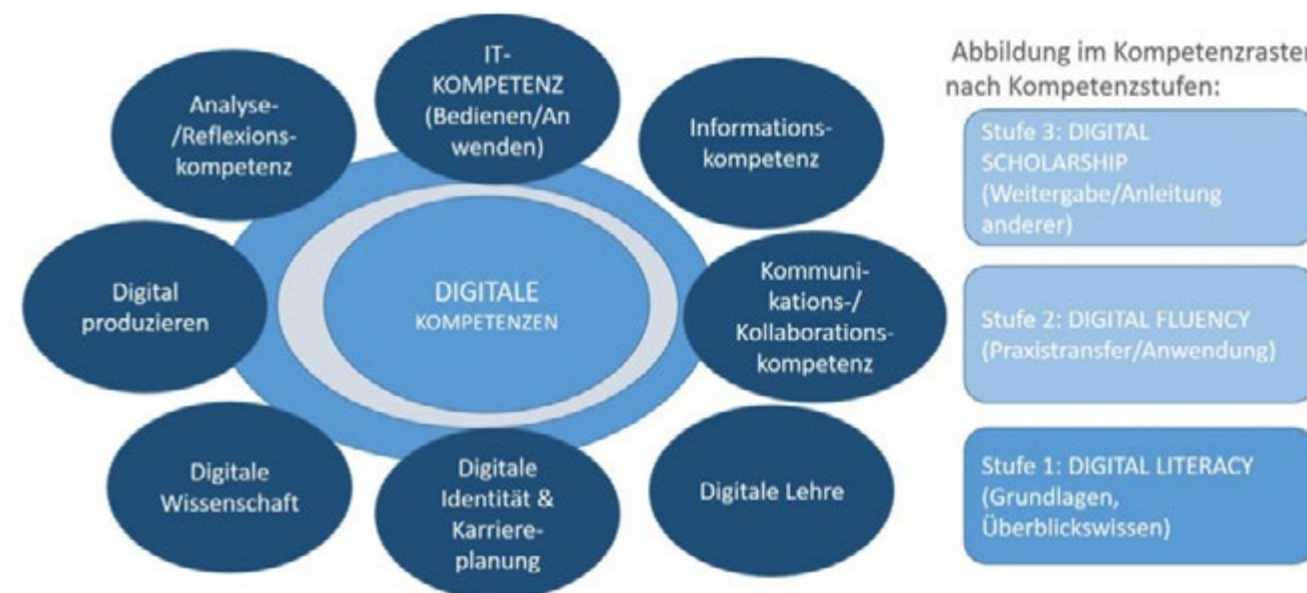 IT-
KOMPETENZ
(Bedienen/An
wenden)
Informations-
kompetenz
Kommuni-
kations-/
Kollaborations-
kompetenz
Digitale Lehre
Digitale
Identität &
Karriere-
planung
Digitale
Wissenschaft
Digital
produzieren
Analyse-
/Reflexions-
kompetenz
DIGITALE
KOMPETENZEN
Abbildung im Kompetenzraster
nach Kompetenzstufen:
Stufe 3: DIGITAL
SCHOLARSHIP
(Weitergabe/Anleitung
anderer)
Stufe 2: DIGITAL FLUENCY
(Praxistransfer/Anwendung)
Stufe 1: DIGITAL LITERACY
(Grundlagen,
Überblickswissen)